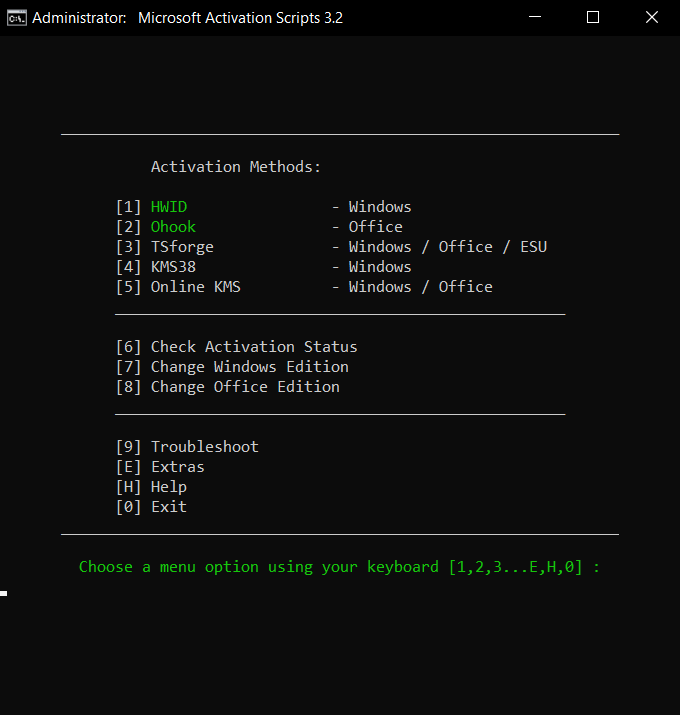 Administrator: Microsoft Activation Scripts 3.2
Activation Methods:
[1] HWID - Windows
[2] Ohook - Office
[3] TSforge - Windows / Office / ESU
[4] KMS38 - Windows
[5] Online KMS - Windows / Office
[6] Check Activation Status
[7] Change Windows Edition
[8] Change Office Edition
[9] Troubleshoot
[E] Extras
[H] Help
[0] Exit
Choose a menu option using your keyboard [1,2,3...E,H,0] :